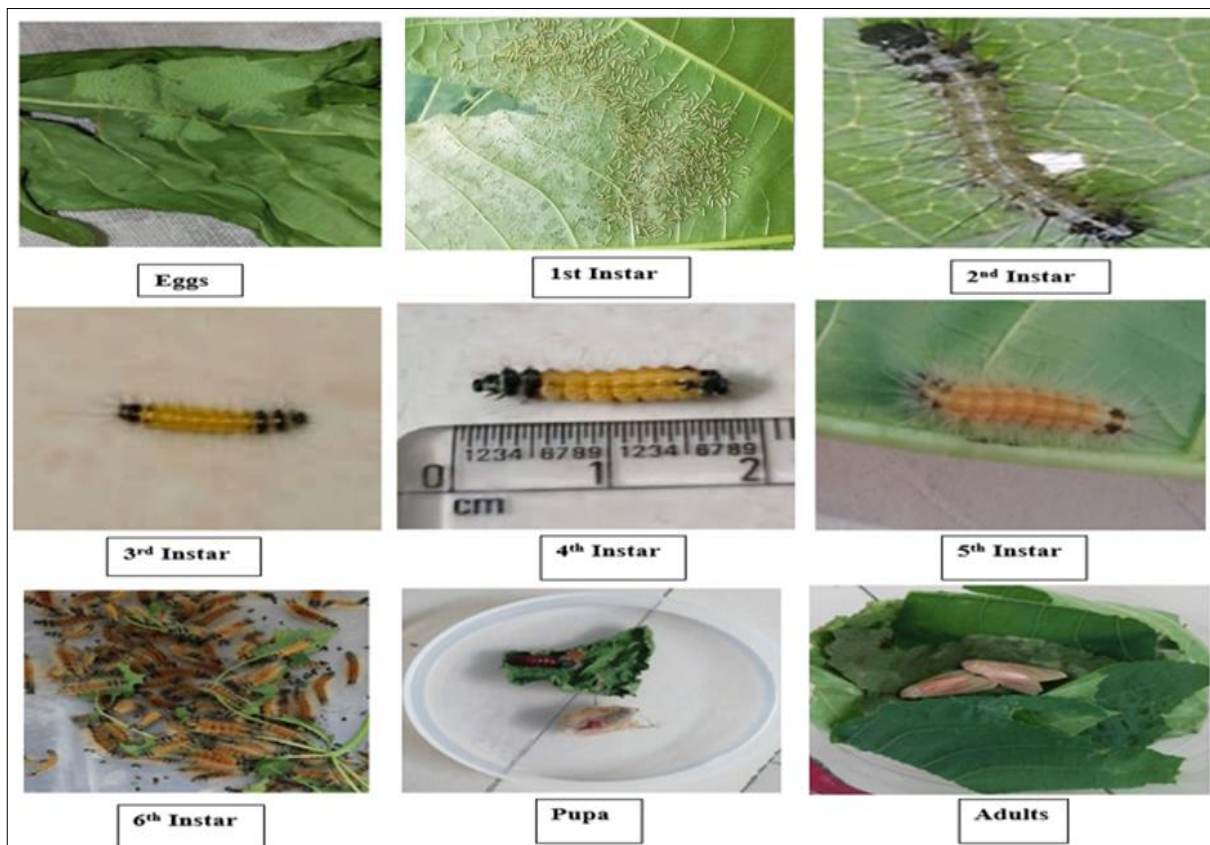 Eggs
1st Instar
2nd Instar
3rd Instar
4th Instar
5th Instar
0 1234 6789 1 1234 6789 2
cm
6th Instar
Pupa
Adults